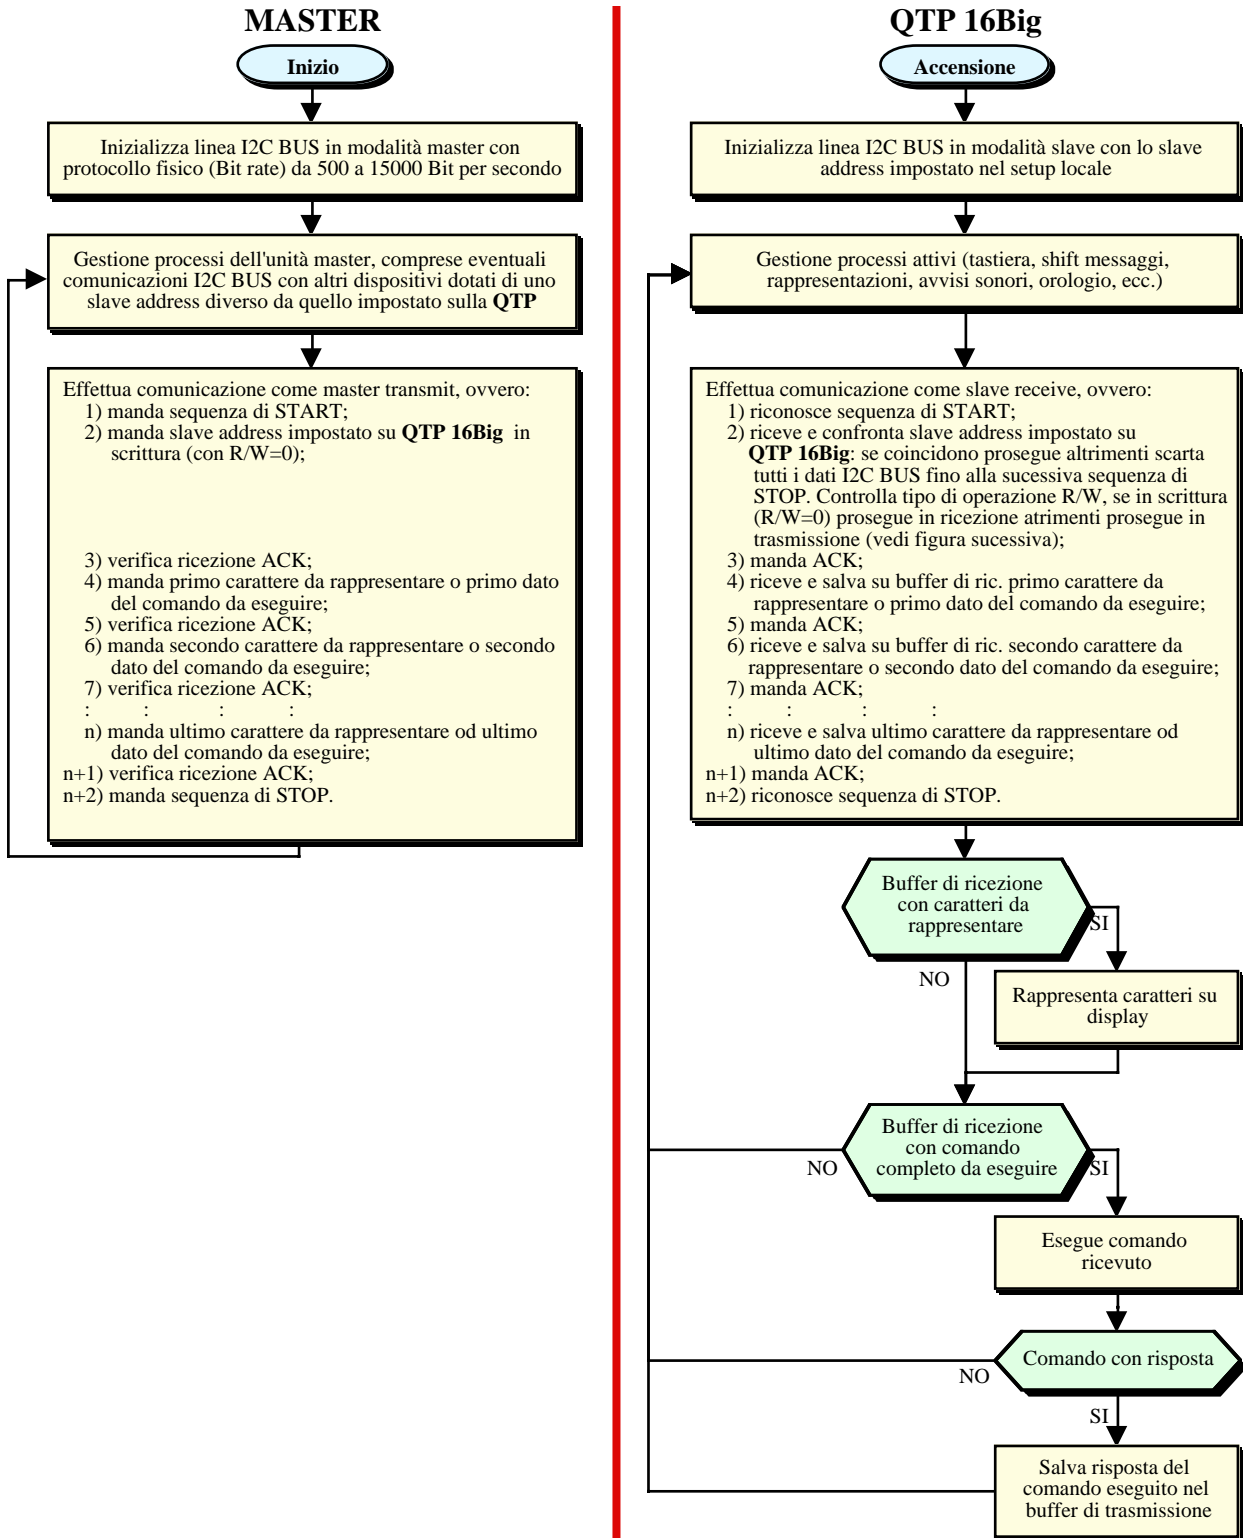 MASTER
Inizio
Inizializza linea I2C BUS in modalità master con
protocollo fisico (Bit rate) da 500 a 15000 Bit per secondo
Gestione processi dell'unità master, comprese eventuali
comunicazioni I2C BUS con altri dispositivi dotati di uno
slave address diverso da quello impostato sulla QTP
Effettua comunicazione come master transmit, ovvero:
1) manda sequenza di START;
2) manda slave address impostato su QTP 16Big in
scrittura (con R/W=0);
3) verifica ricezione ACK;
4) manda primo carattere da rappresentare o primo dato
del comando da eseguire;
5) verifica ricezione ACK;
6) manda secondo carattere da rappresentare o secondo
dato del comando da eseguire;
7) verifica ricezione ACK;
: : : :
n) manda ultimo carattere da rappresentare od ultimo
dato del comando da eseguire;
n+1) verifica ricezione ACK;
n+2) manda sequenza di STOP.
QTP 16Big
Accensione
Inizializza linea I2C BUS in modalità slave con lo slave
address impostato nel setup locale
Gestione processi attivi (tastiera, shift messaggi,
rappresentazioni, avvisi sonori, orologio, ecc.)
Effettua comunicazione come slave receive, ovvero:
1) riconosce sequenza di START;
2) riceve e confronta slave address impostato su
QTP 16Big: se coincidono prosegue altrimenti scarta
tutti i dati I2C BUS fino alla sucessiva sequenza di
STOP. Controlla tipo di operazione R/W, se in scrittura
(R/W=0) prosegue in ricezione atrimenti prosegue in
trasmissione (vedi figura sucessiva);
3) manda ACK;
4) riceve e salva su buffer di ric. primo carattere da
rappresentare o primo dato del comando da eseguire;
5) manda ACK;
6) riceve e salva su buffer di ric. secondo carattere da
rappresentare o secondo dato del comando da eseguire;
7) manda ACK;
: : : :
n) riceve e salva ultimo carattere da rappresentare od
ultimo dato del comando da eseguire;
n+1) manda ACK;
n+2) riconosce sequenza di STOP.
Buffer di ricezione
con caratteri da
rappresentare
SI
NO
Rappresenta caratteri su
display
Buffer di ricezione
con comando
completo da eseguire
NO
SI
Esegue comando
ricevuto
Comando con risposta
NO
SI
Salva risposta del
comando eseguito nel
buffer di trasmissione